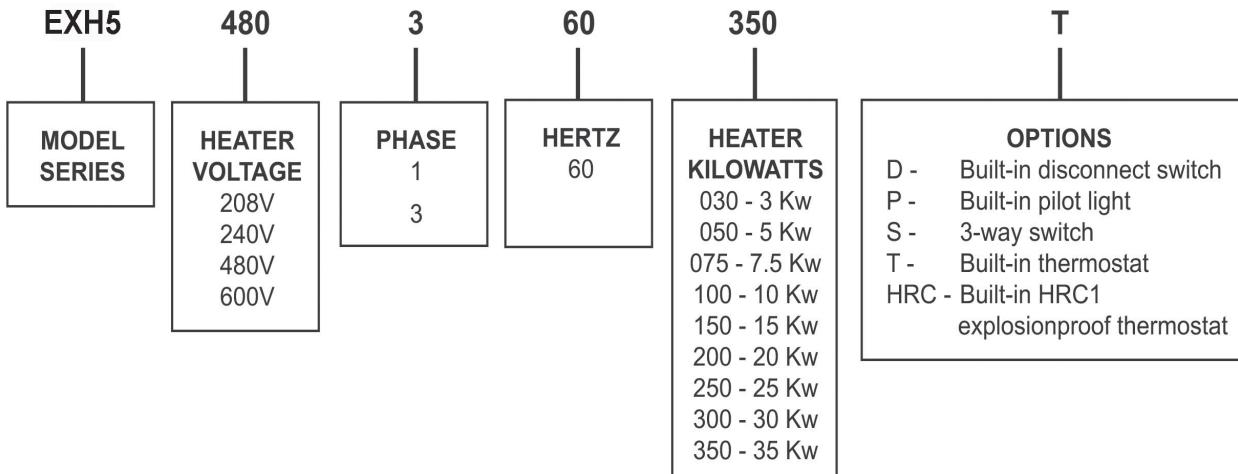 EXH5 480 3 60 350 T
MODEL
SERIES
HEATER
VOLTAGE
208V
240V
480V
600V
PHASE
1
3
HERTZ
60
HEATER
KILOWATTS
030 - 3 Kw
050 - 5 Kw
075 - 7.5 Kw
100 - 10 Kw
150 - 15 Kw
200 - 20 Kw
250 - 25 Kw
300 - 30 Kw
350 - 35 Kw
OPTIONS
D - Built-in disconnect switch
P - Built-in pilot light
S - 3-way switch
T - Built-in thermostat
HRC - Built-in HRC1
explosionproof thermostat